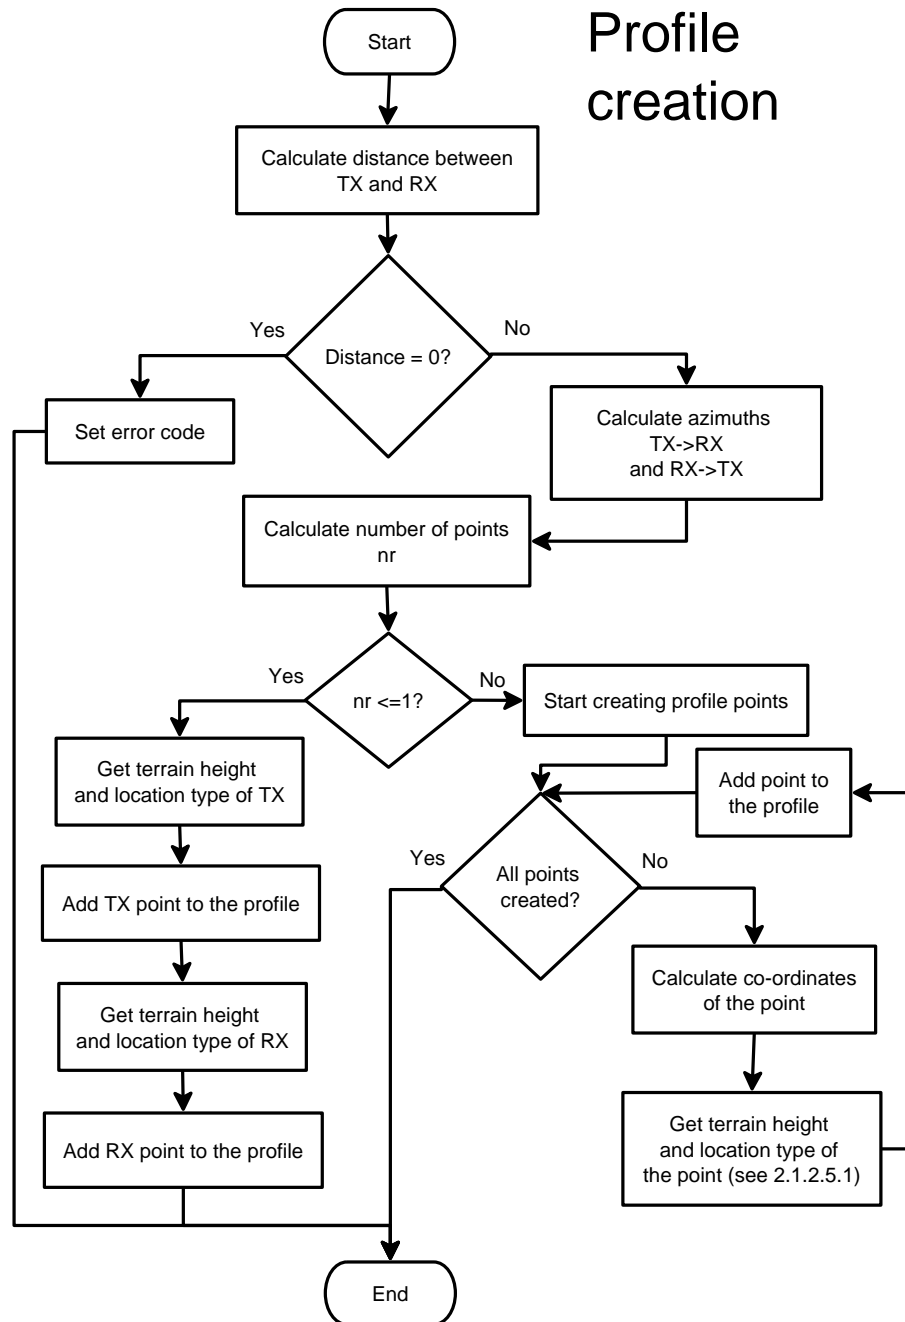 Profile
creation
Start
Calculate distance between
TX and RX
Yes
No
Distance = 0?
Set error code
Calculate azimuths
TX->RX
and RX->TX
Calculate number of points
nr
Yes
No
nr <=1?
Start creating profile points
Get terrain height
and location type of TX
Add point to
the profile
Yes
No
All points
created?
Add TX point to the profile
Calculate co-ordinates
of the point
Get terrain height
and location type of RX
Get terrain height
and location type of
the point (see 2.1.2.5.1)
Add RX point to the profile
End